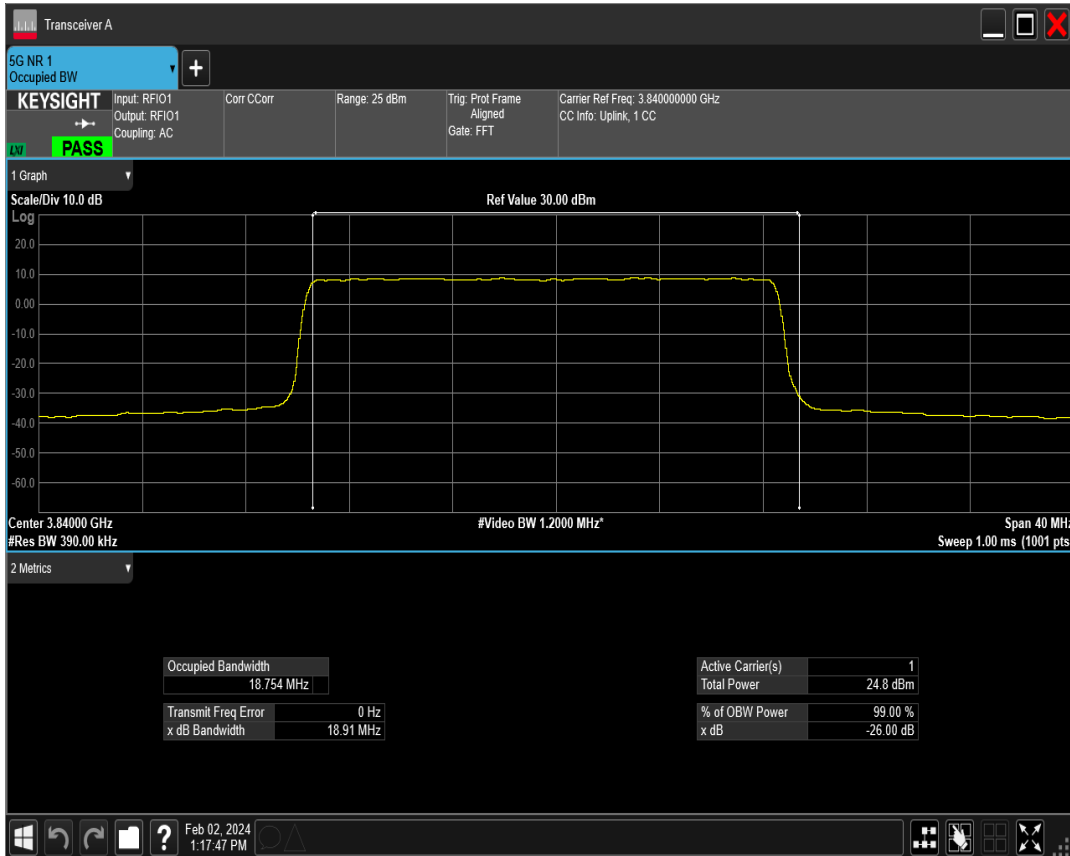 Transceiver A
5G NR 1
Occupied BW
KEYSIGHT
LXI
PASS
Input: RFIO1
Output: RFIO1
Coupling: AC
Corr CCorr
Range: 25 dBm
Trig: Prot Frame
Aligned
Gate: FFT
Carrier Ref Freq: 3.840000000 GHz
CC Info: Uplink, 1 CC
1 Graph
Scale/Div 10.0 dB
Ref Value 30.00 dBm
Log
20.0
10.0
0.00
-10.0
-20.0
-30.0
-40.0
-50.0
-60.0
Center 3.84000 GHz
#Video BW 1.2000 MHz*
Span 40 MHz
#Res BW 390.00 kHz
Sweep 1.00 ms (1001 pts
2 Metrics
Occupied Bandwidth
18.754 MHz
Transmit Freq Error 0 Hz
x dB Bandwidth 18.91 MHz
Active Carrier(s) 1
Total Power 24.8 dBm
% of OBW Power 99.00 %
x dB -26.00 dB
?
Feb 02, 2024
1:17:47 PM